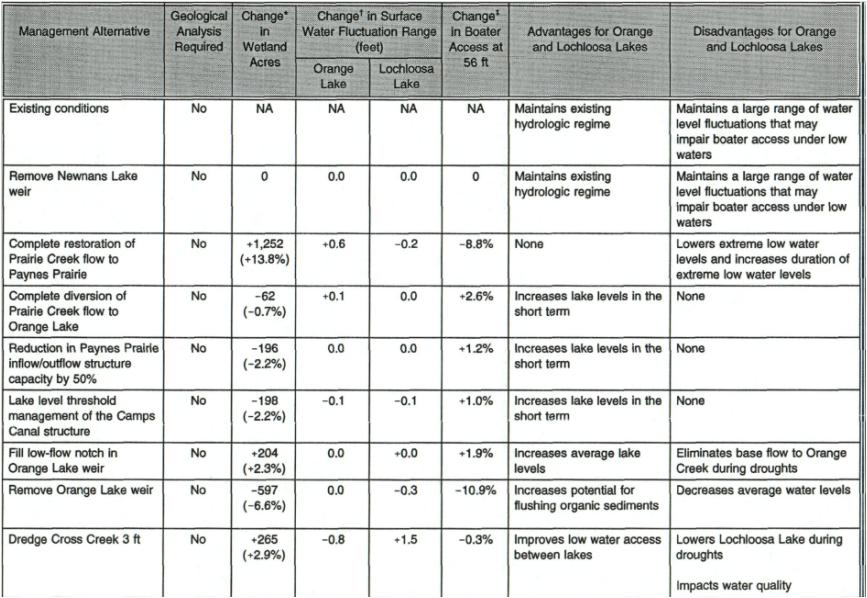 Management Alternative
Geological
Analysis
Required
Change*
in
Wetland
Acres
Change† in Surface
Water Fluctuation Range
(feet)
Orange
Lake
Lochloosa
Lake
Change‡
in Boater
Access at
56 ft
Advantages for Orange
and Lochloosa Lakes
Disadvantages for Orange
and Lochloosa Lakes
Existing conditions
No
NA
NA
NA
NA
Maintains existing
hydrologic regime
Maintains a large range of water
level fluctuations that may
impair boater access under low
waters
Remove Newnans Lake
weir
No
0
0.0
0.0
0
Maintains existing
hydrologic regime
Maintains a large range of water
level fluctuations that may
impair boater access under low
waters
Complete restoration of
Prairie Creek flow to
Paynes Prairie
No
+1,252
(+13.8%)
+0.6
-0.2
-8.8%
None
Lowers extreme low water
levels and increases duration of
extreme low water levels
Complete diversion of
Prairie Creek flow to
Orange Lake
No
-62
(-0.7%)
+0.1
0.0
+2.6%
Increases lake levels in the
short term
None
Reduction in Paynes Prairie
inflow/outflow structure
capacity by 50%
No
-196
(-2.2%)
0.0
0.0
+1.2%
Increases lake levels in the
short term
None
Lake level threshold
management of the Camps
Canal structure
No
-198
(-2.2%)
-0.1
-0.1
+1.0%
Increases lake levels in the
short term
None
Fill low-flow notch in
Orange Lake weir
No
+204
(+2.3%)
0.0
+0.0
+1.9%
Increases average lake
levels
Eliminates base flow to Orange
Creek during droughts
Remove Orange Lake weir
No
-597
(-6.6%)
0.0
-0.3
-10.9%
Increases potential for
flushing organic sediments
Decreases average water levels
Dredge Cross Creek 3 ft
No
+265
(+2.9%)
-0.8
+1.5
-0.3%
Improves low water access
between lakes
Lowers Lochloosa Lake during
droughts
Impacts water quality